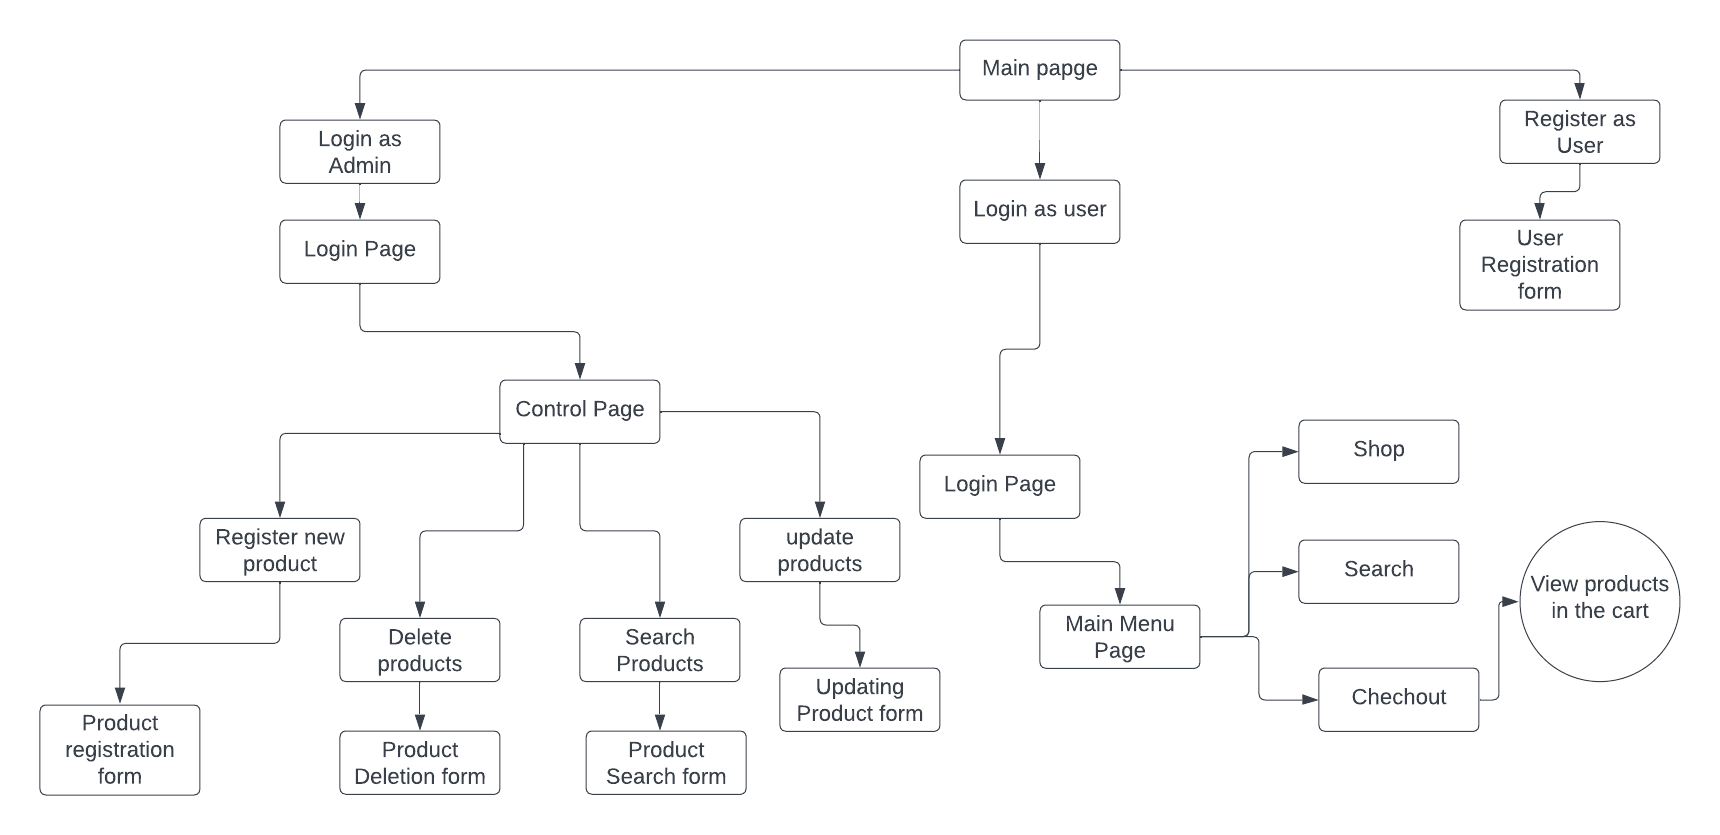 Main papge
Login as
Admin
Register as
User
Login as user
Login Page
User
Registration
form
Control Page
Shop
Login Page
Register new
product
update
products
Search
View products
in the cart
Delete
products
Search
Products
Main Menu
Page
Updating
Product form
Chechout
Product
registration
form
Product
Deletion form
Product
Search form